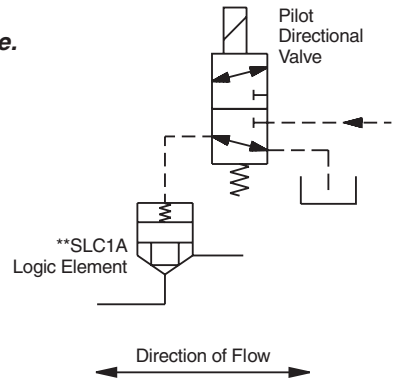 e.
Pilot
Directional
Valve
**SLC1A
Logic Element
Direction of Flow